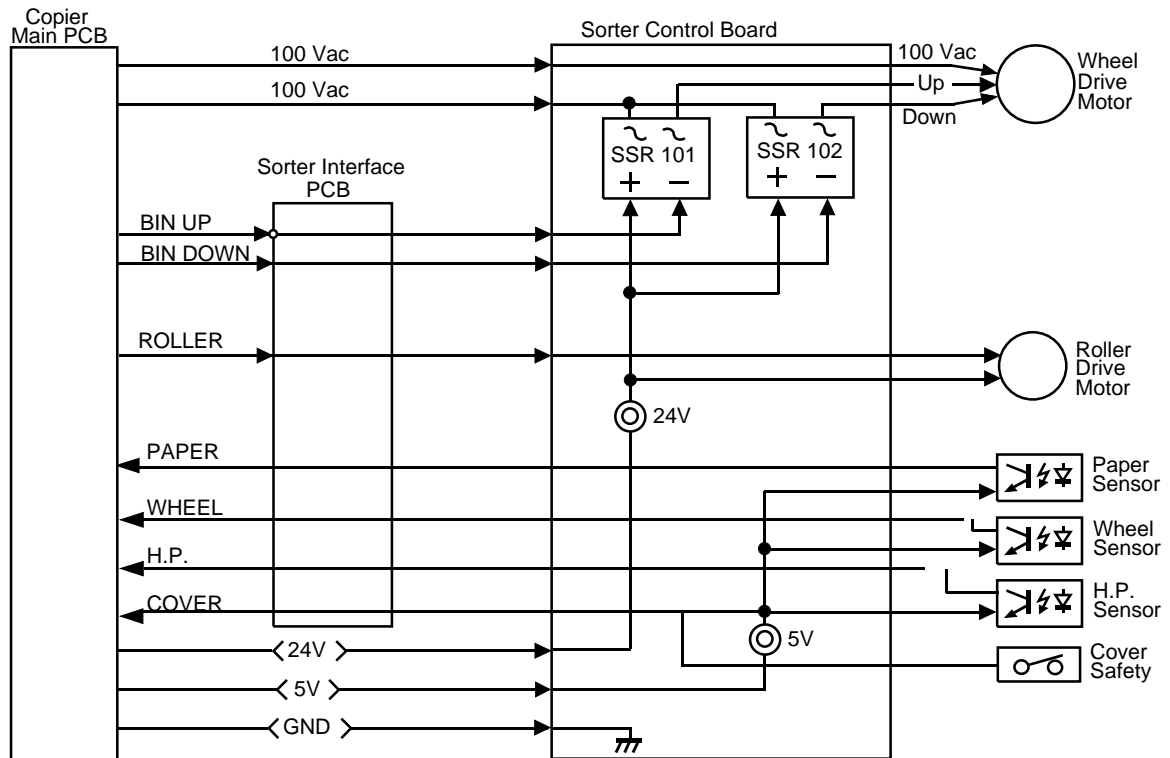 Copier
Main PCB
Sorter Control Board
100 Vac
100 Vac
100 Vac
Up
Down
Wheel
Drive
Motor
SSR 101
+ −
SSR 102
+ −
Sorter Interface
PCB
BIN UP
BIN DOWN
ROLLER
Roller
Drive
Motor
24V
PAPER
Paper
Sensor
WHEEL
Wheel
Sensor
H.P.
H.P.
Sensor
COVER
5V
Cover
Safety
24V
5V
GND